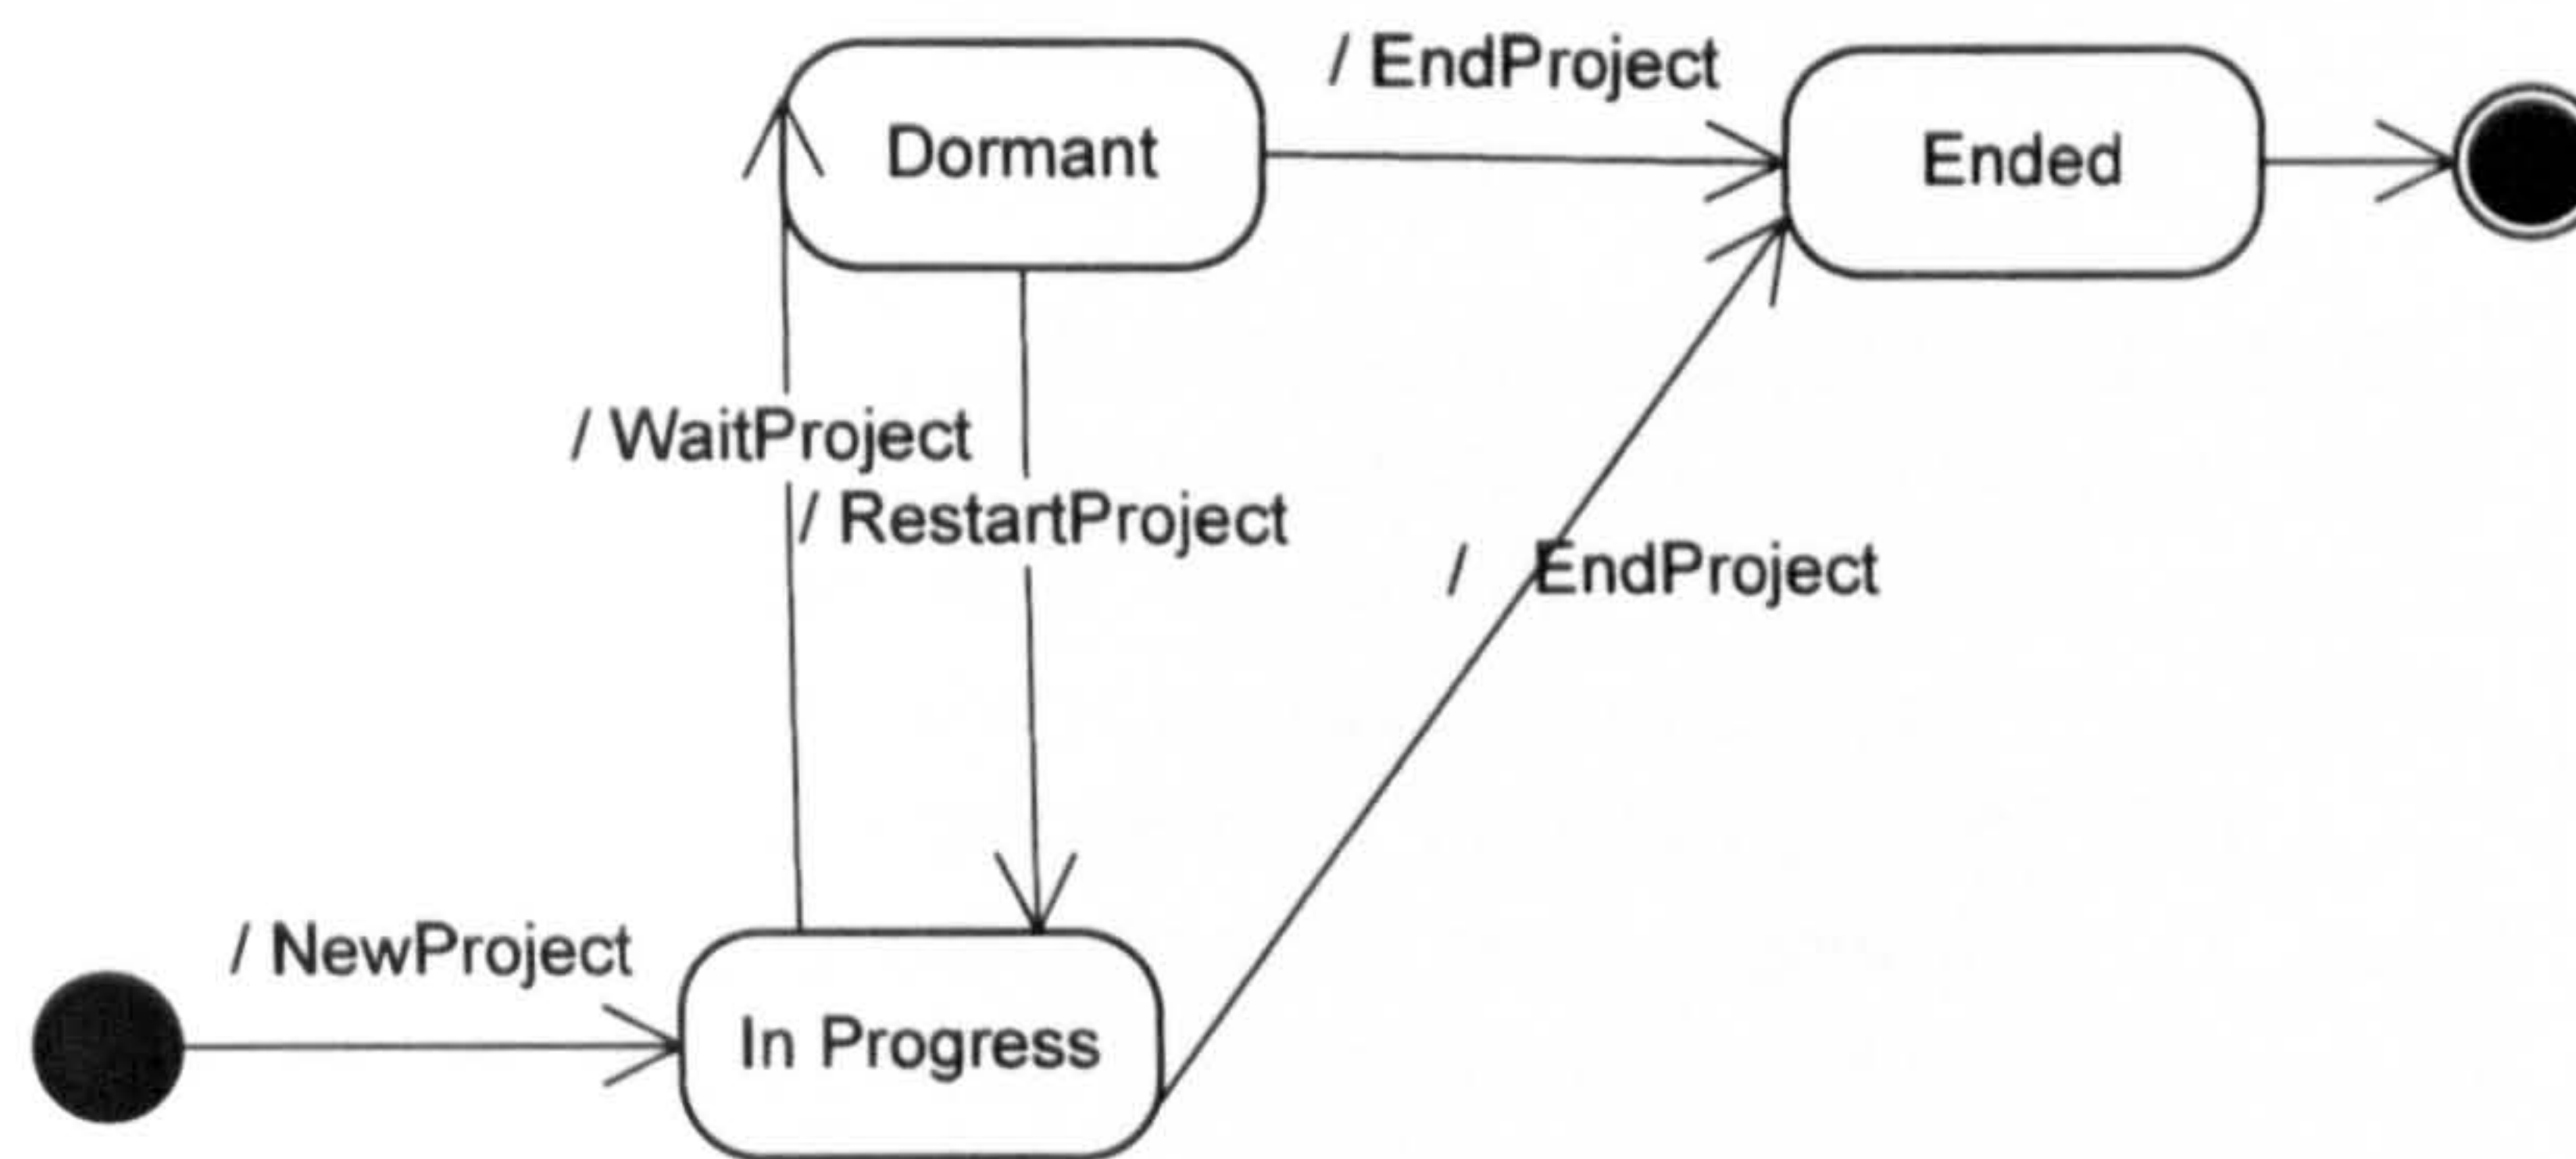 / EndProject
Dormant
Ended
/ WaitProject
/ RestartProject
/ EndProject
/ NewProject
In Progress